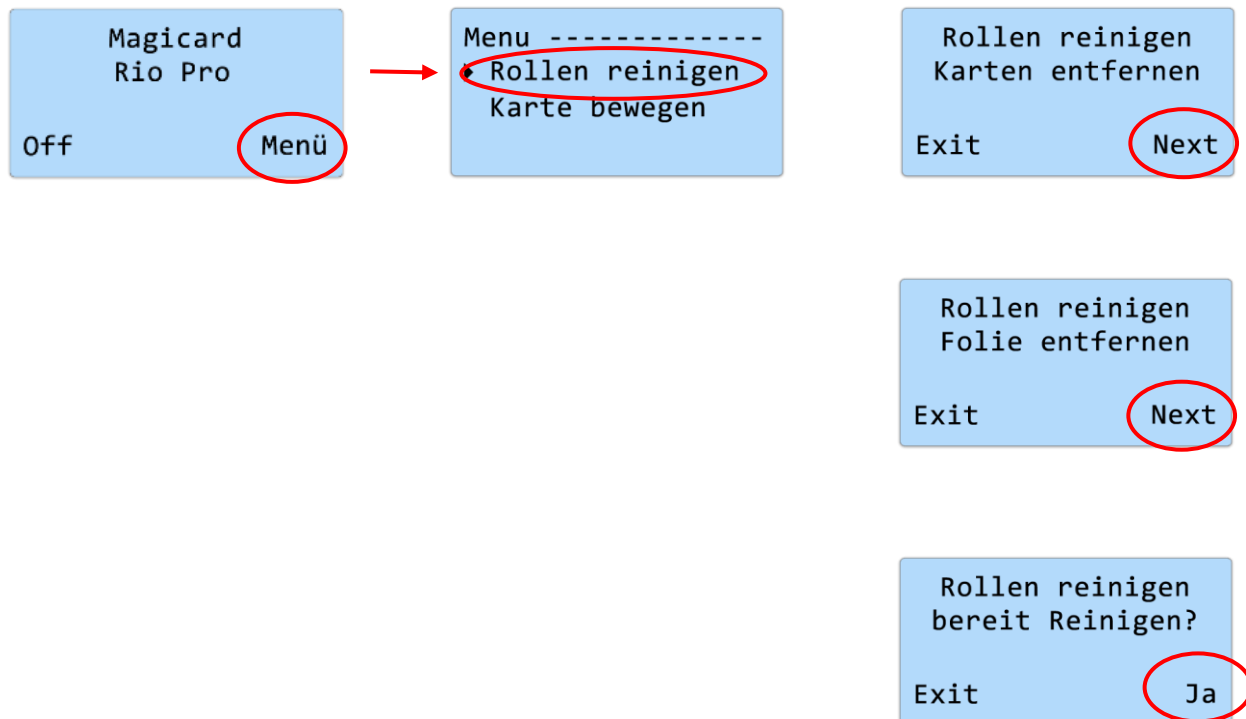 Magicard
Rio Pro
Off Menü
Menu -------------
Rollen reinigen
Karte bewegen
Rollen reinigen
Karten entfernen
Exit Next
Rollen reinigen
Folie entfernen
Exit Next
Rollen reinigen
bereit Reinigen?
Exit Ja